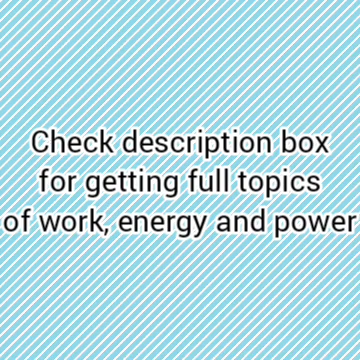 Check description box
for getting full topics
of work, energy and power